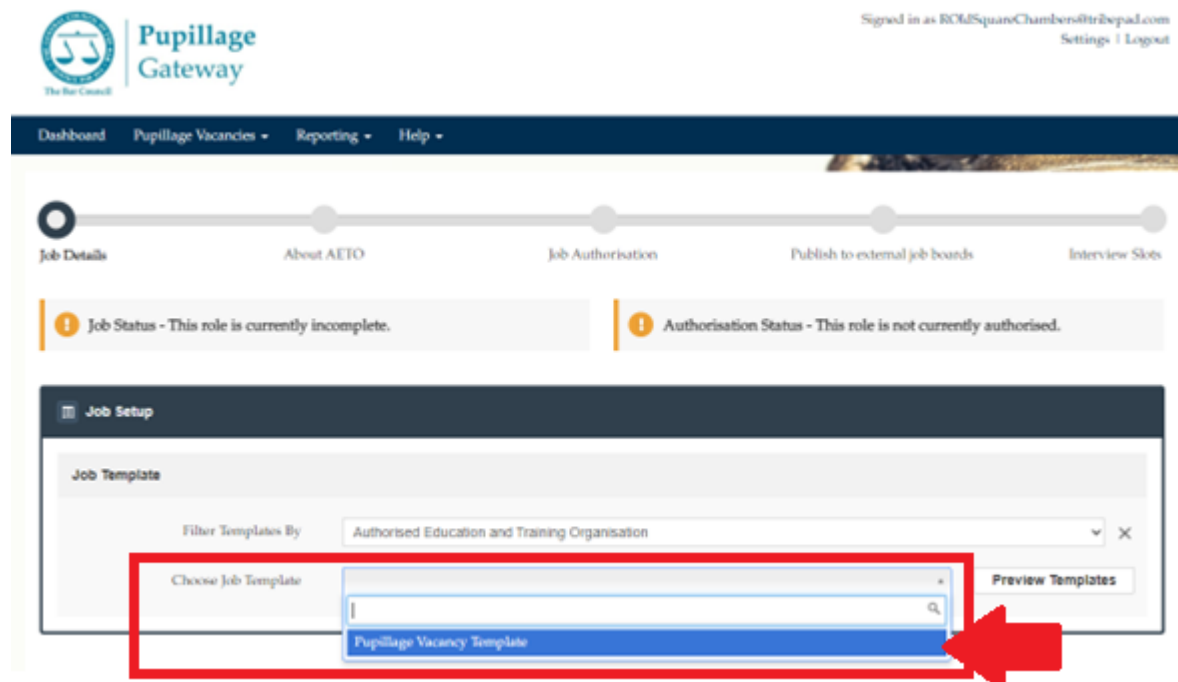 Signed in as ROldSquareChambers@tribepad.com
Settings | Logout
Pupillage
Gateway
The Bar Council
Dashboard Pupillage Vacancies Reporting Help
Job Details About AETO Job Authorisation Publish to external job boards Interview Slots
Job Status - This role is currently incomplete. Authorisation Status - This role is not currently authorised.
Job Setup
Job Template
Filter Templates By Authorised Education and Training Organisation
Choose Job Template Preview Templates
Pupillage Vacancy Template